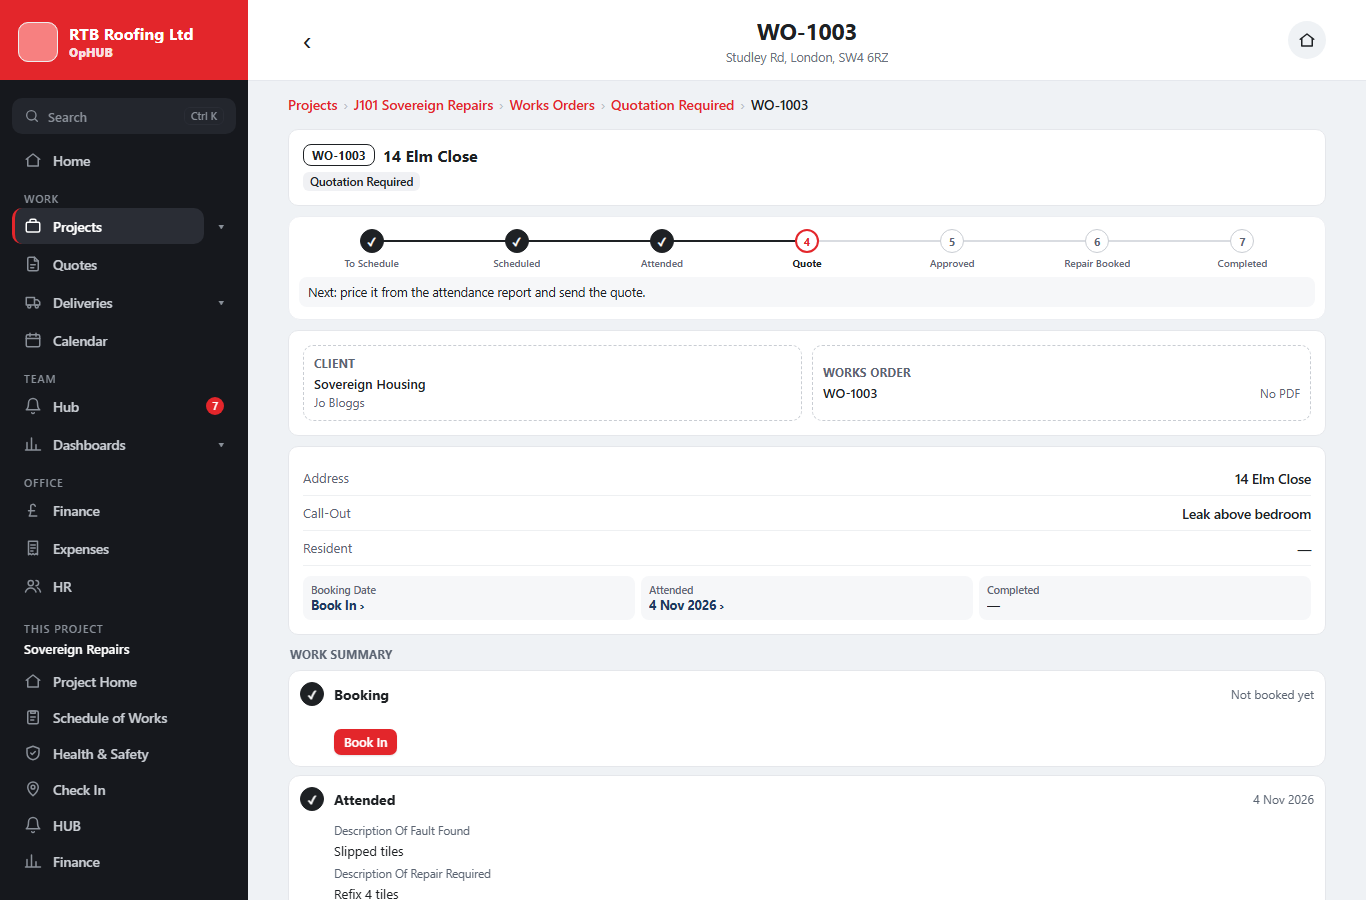 RTB Roofing Ltd
OpHUB
Search
Ctrl K
Home
WORK
Projects
Quotes
Deliveries
Calendar
TEAM
Hub
7
Dashboards
OFFICE
Finance
Expenses
HR
THIS PROJECT
Sovereign Repairs
Project Home
Schedule of Works
Health & Safety
Check In
HUB
Finance
WO-1003
Studley Rd, London, SW4 6RZ
Projects › J101 Sovereign Repairs › Works Orders › Quotation Required › WO-1003
WO-1003 14 Elm Close
Quotation Required
4 5 6 7
To Schedule Scheduled Attended Quote Approved Repair Booked Completed
Next: price it from the attendance report and send the quote.
CLIENT
Sovereign Housing
Jo Bloggs
WORKS ORDER
WO-1003 No PDF
Address 14 Elm Close
Call-Out Leak above bedroom
Resident —
Booking Date
Book In ›
Attended
4 Nov 2026 ›
Completed
—
WORK SUMMARY
Booking Not booked yet
Book In
Attended 4 Nov 2026
Description Of Fault Found
Slipped tiles
Description Of Repair Required
Refix 4 tiles